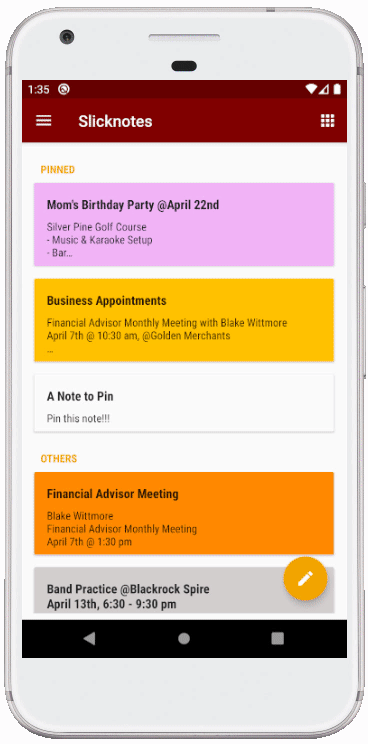 1:35
Slicknotes
PINNED
Mom's Birthday Party @April 22nd
Silver Pine Golf Course
- Music & Karaoke Setup
- Bar...
Business Appointments
Financial Advisor Monthly Meeting with Blake Wittmore
April 7th @ 10:30 am, @Golden Merchants
...
A Note to Pin
Pin this note!!!
OTHERS
Financial Advisor Meeting
Blake Wittmore
Financial Advisor Monthly Meeting
April 7th @ 1:30 pm
Band Practice @Blackrock Spire
April 13th, 6:30 - 9:30 pm